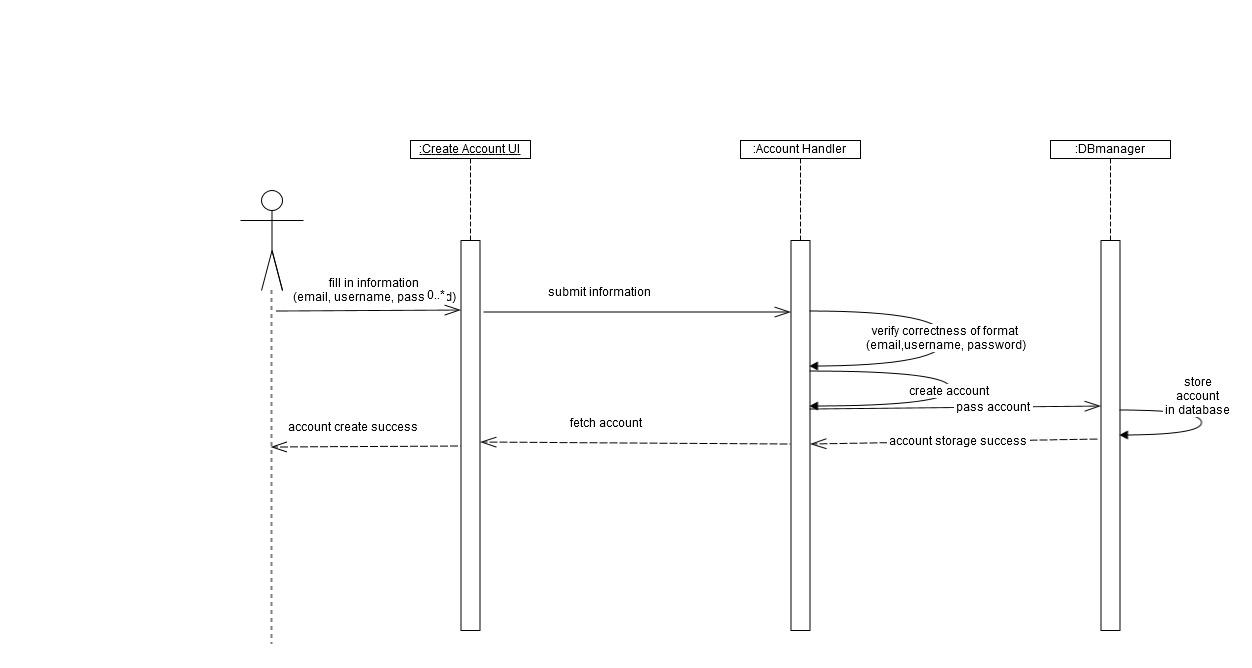 :Create Account UI
:Account Handler
:DBmanager
fill in information
(email, username, pass 0..* d)
submit information
verify correctness of format
(email,username, password)
create account
pass account
store
account
in database
account create success
fetch account
account storage success